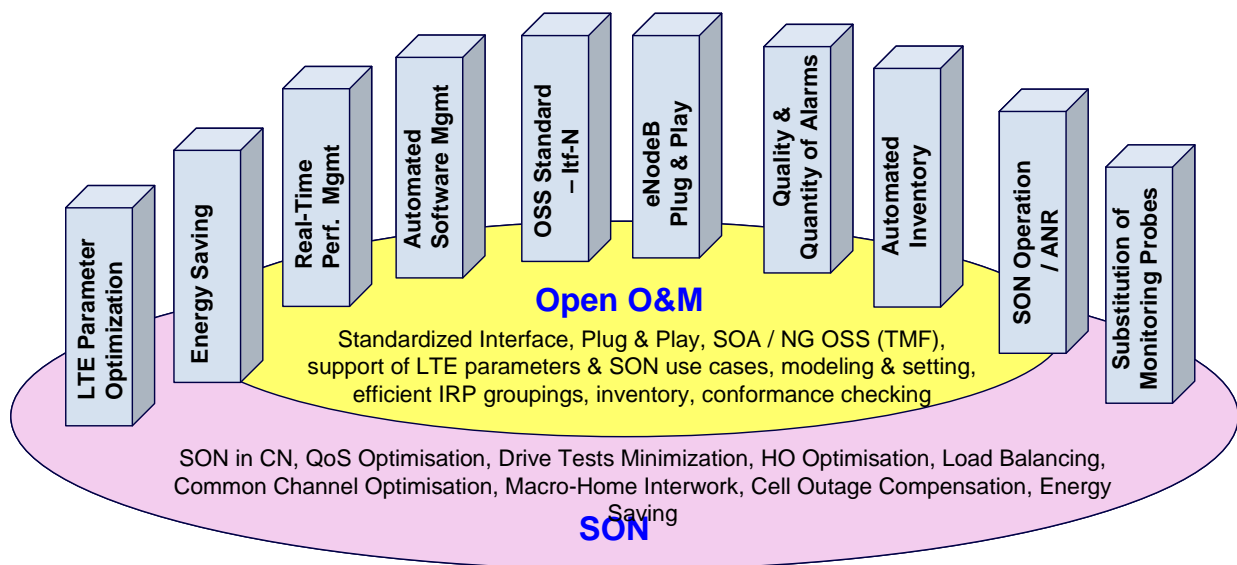 LTE Parameter
Optimization
Energy Saving
Real-Time
Perf. Mgmt
Automated
Software Mgmt
OSS Standard
– Itf-N
eNodeB
Plug & Play
Quality &
Quantity of Alarms
Automated
Inventory
SON Operation
/ ANR
Substitution of
Monitoring Probes
Open O&M
Standardized Interface, Plug & Play, SOA / NG OSS (TMF),
support of LTE parameters & SON use cases, modeling & setting,
efficient IRP groupings, inventory, conformance checking
SON in CN, QoS Optimisation, Drive Tests Minimization, HO Optimisation, Load Balancing,
Common Channel Optimisation, Macro-Home Interwork, Cell Outage Compensation, Energy
Saving
SON